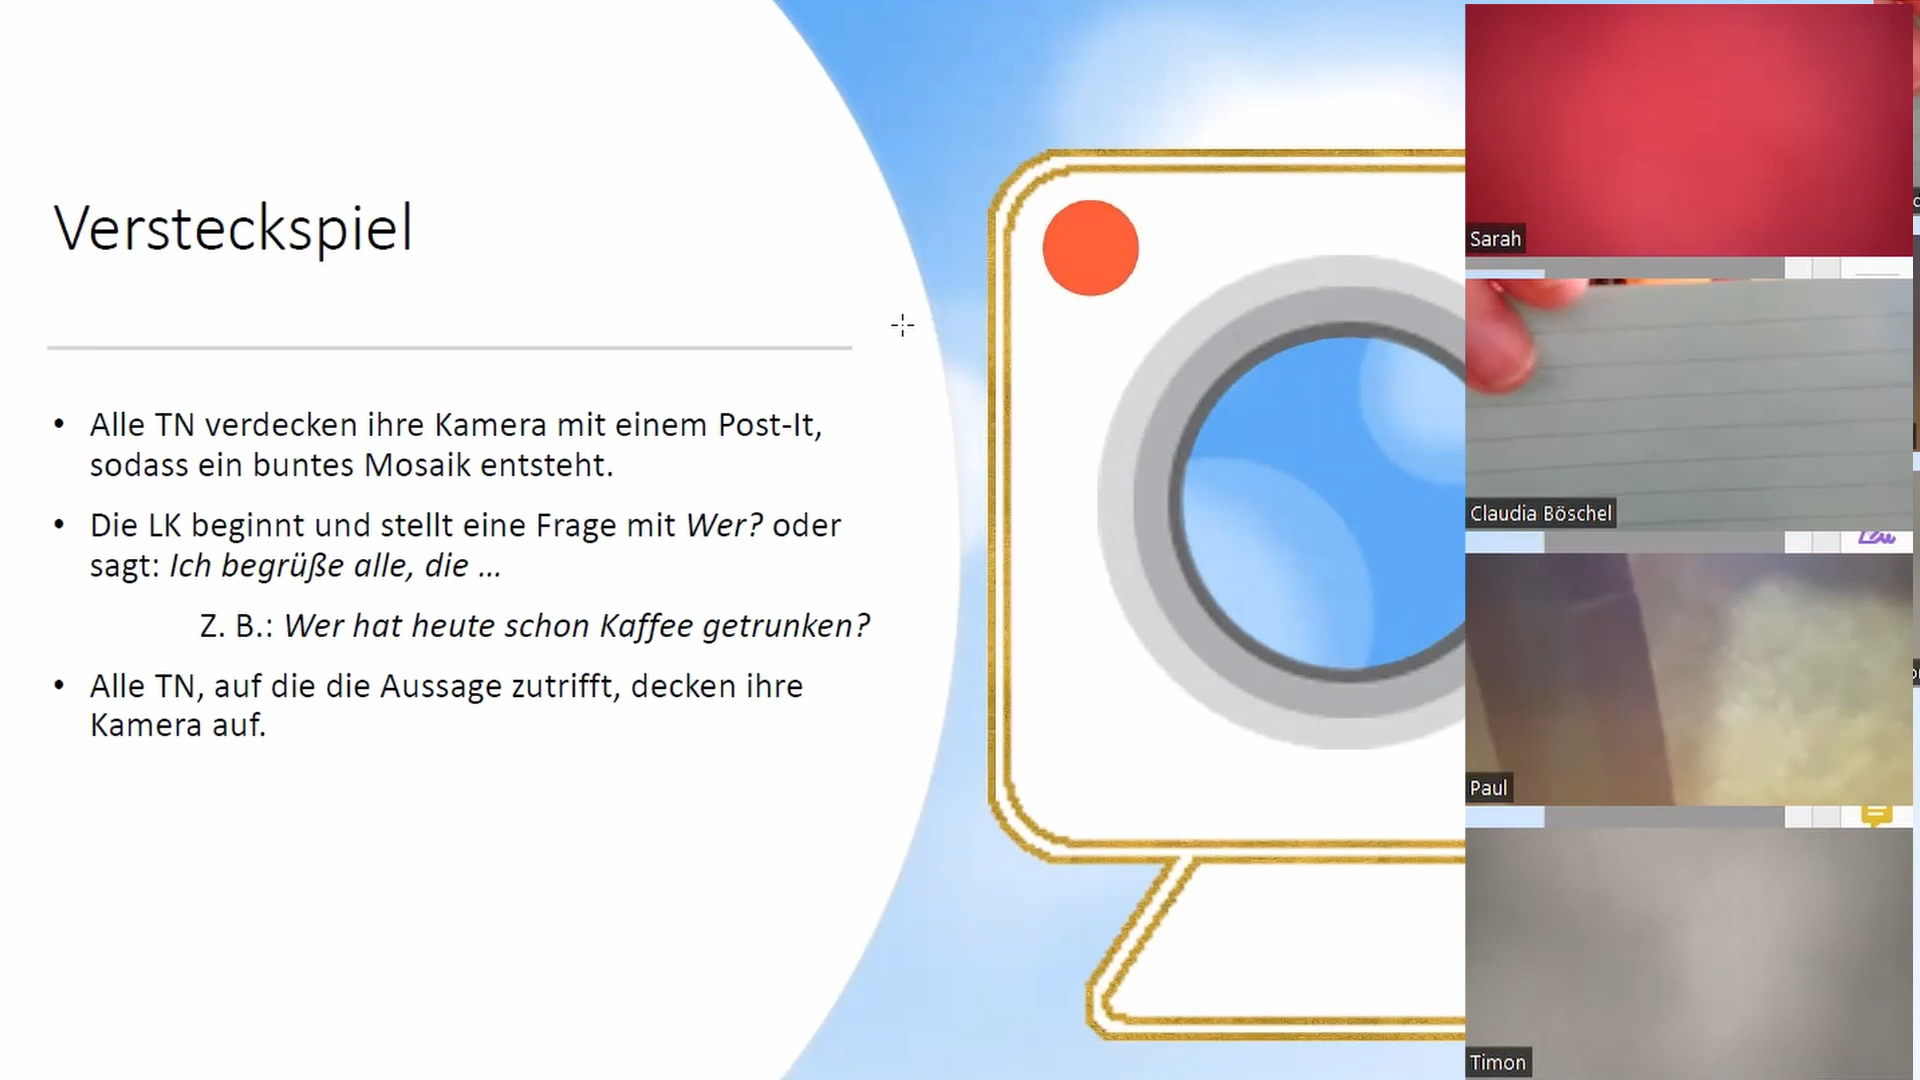 Versteckspiel
• Alle TN verdecken ihre Kamera mit einem Post-It,
sodass ein buntes Mosaik entsteht.
• Die LK beginnt und stellt eine Frage mit Wer? oder
sagt: Ich begrüße alle, die ...
Z. B.: Wer hat heute schon Kaffee getrunken?
• Alle TN, auf die die Aussage zutrifft, decken ihre
Kamera auf.
Sarah
Claudia Böschel
Paul
Timon